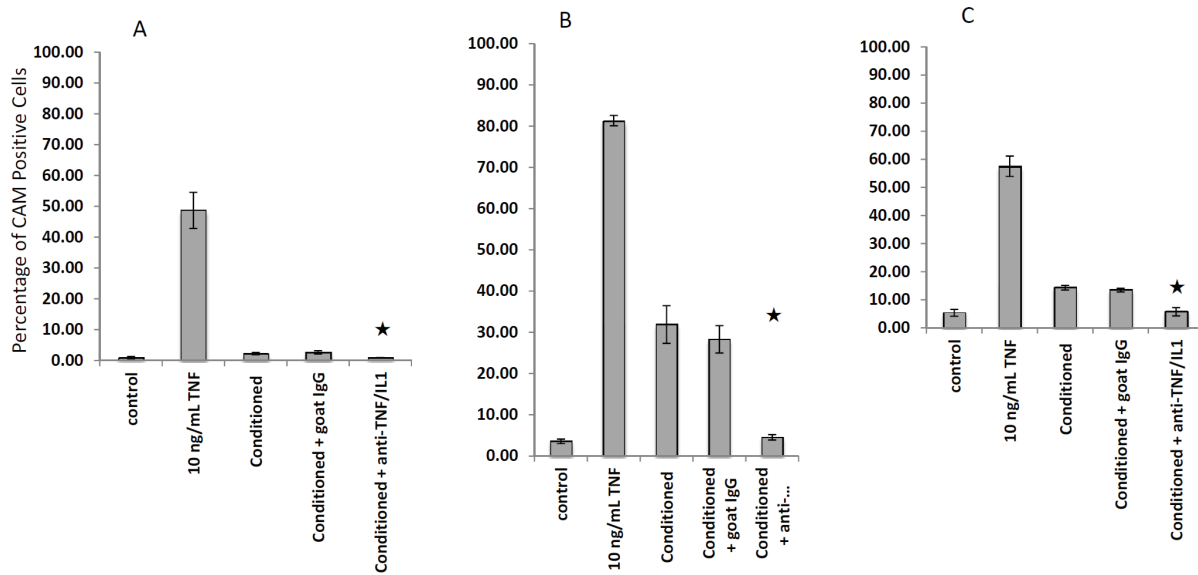 A
Percentage of CAM Positive Cells
100.00
90.00
80.00
70.00
60.00
50.00
40.00
30.00
20.00
10.00
0.00
control
10 ng/mL TNF
Conditioned
Conditioned + goat IgG
Conditioned + anti-TNF/IL1
B
100.00
90.00
80.00
70.00
60.00
50.00
40.00
30.00
20.00
10.00
0.00
control
10 ng/mL TNF
Conditioned
Conditioned
+ goat IgG
Conditioned
+ anti-...
C
100.00
90.00
80.00
70.00
60.00
50.00
40.00
30.00
20.00
10.00
0.00
control
10 ng/mL TNF
Conditioned
Conditioned + goat IgG
Conditioned + anti-TNF/IL1